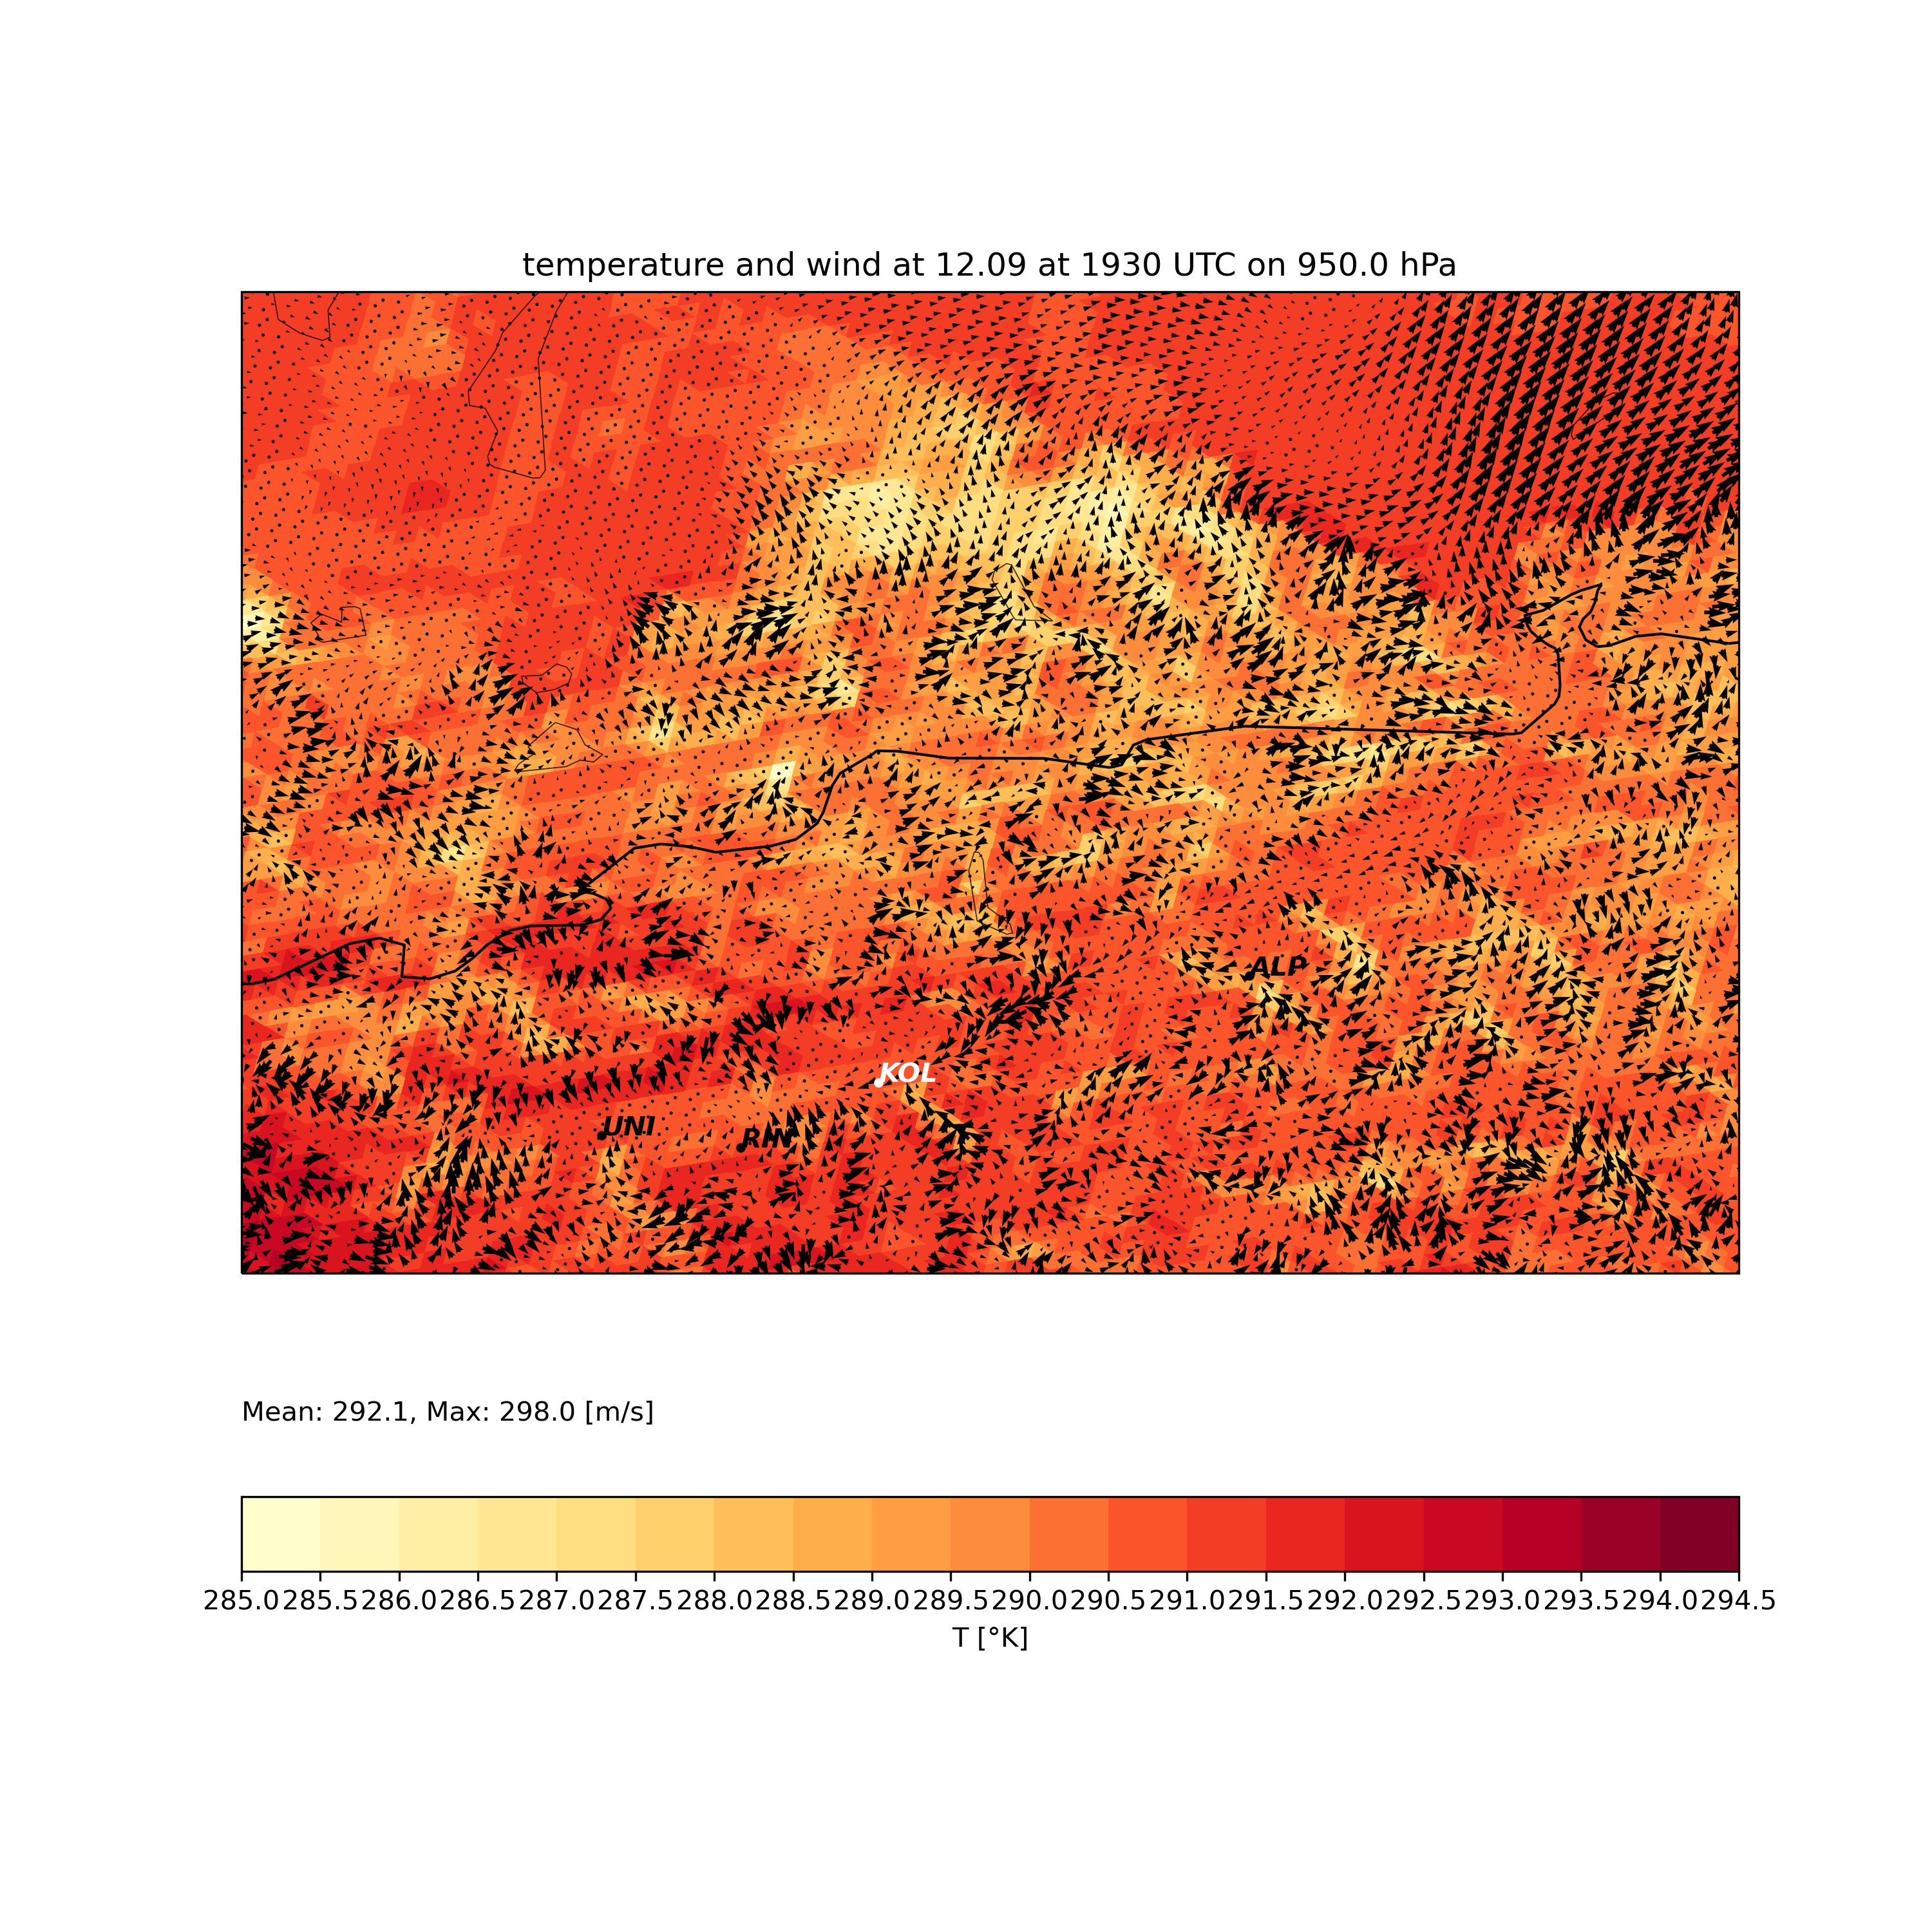 temperature and wind at 12.09 at 1930 UTC on 950.0 hPa
ALP
KOL
UNI
RIN
Mean: 292.1, Max: 298.0 [m/s]
285.0 285.5 286.0 286.5 287.0 287.5 288.0 288.5 289.0 289.5 290.0 290.5 291.0 291.5 292.0 292.5 293.0 293.5 294.0 294.5
T [°K]